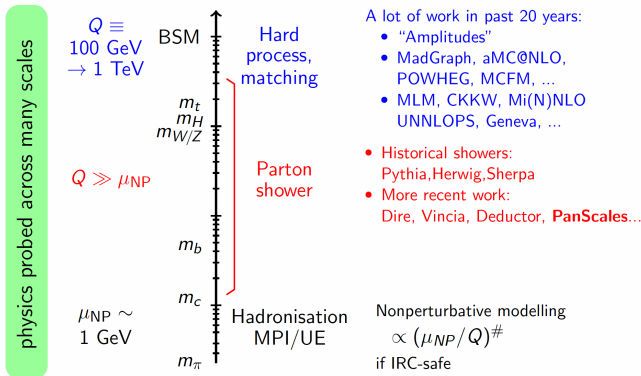 physics probed across many scales
Q ≡
100 GeV
→ 1 TeV
Q ≫ μ_NP
μ_NP ∼
1 GeV
BSM
m_t
m_H
m_W/Z
m_b
m_c
m_π
Hard
process,
matching
Parton
shower
Hadronisation
MPI/UE
A lot of work in past 20 years:
• “Amplitudes”
• MadGraph, aMC@NLO,
POWHEG, MCFM, ...
• MLM, CKKW, Mi(N)NLO
UNNLOPS, Geneva, ...
• Historical showers:
Pythia,Herwig,Sherpa
• More recent work:
Dire, Vincia, Deductor, PanScales...
Nonperturbative modelling
∝ (μ_NP/Q)^#
if IRC-safe